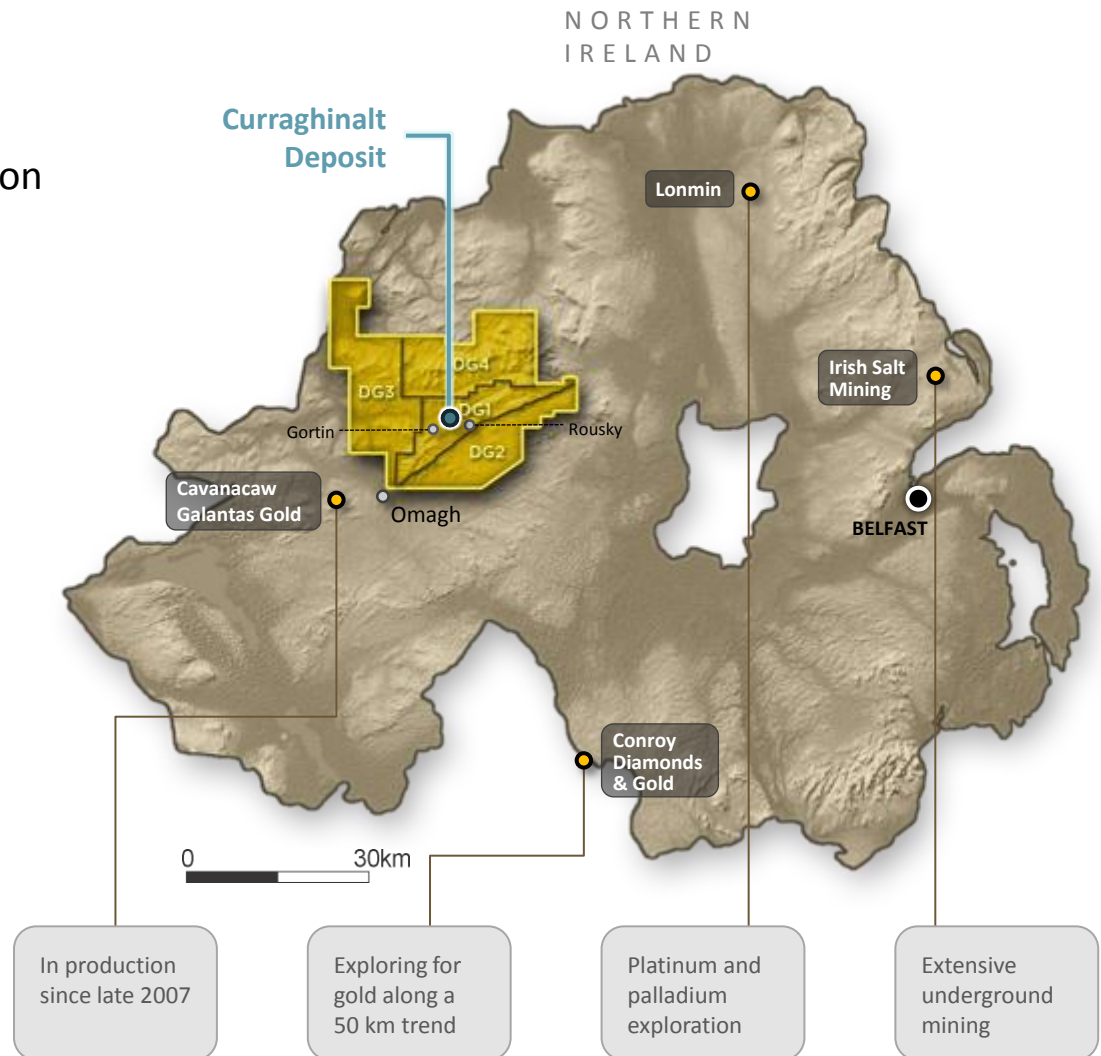 NORTHERN
IRELAND
Curraghinalt
Deposit
on
Lonmin
Irish Salt
Mining
DG4
DG3
DG1
Gortin
Rousky
DG2
Cavanacaw
Galantas Gold
Omagh
BELFAST
Conroy
Diamonds
& Gold
0 30km
In production
since late 2007
Exploring for
gold along a
50 km trend
Platinum and
palladium
exploration
Extensive
underground
mining